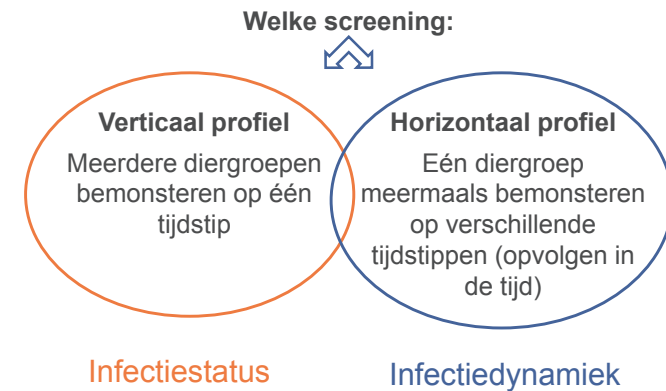 Welke screening:
Verticaal profiel
Meerdere diergroepen
bemonsteren op één
tijdstip
Horizontaal profiel
Eén diergroep
meermaals bemonsteren
op verschillende
tijdstippen (opvolgen in
de tijd)
Infectiestatus
Infectiedynamiek